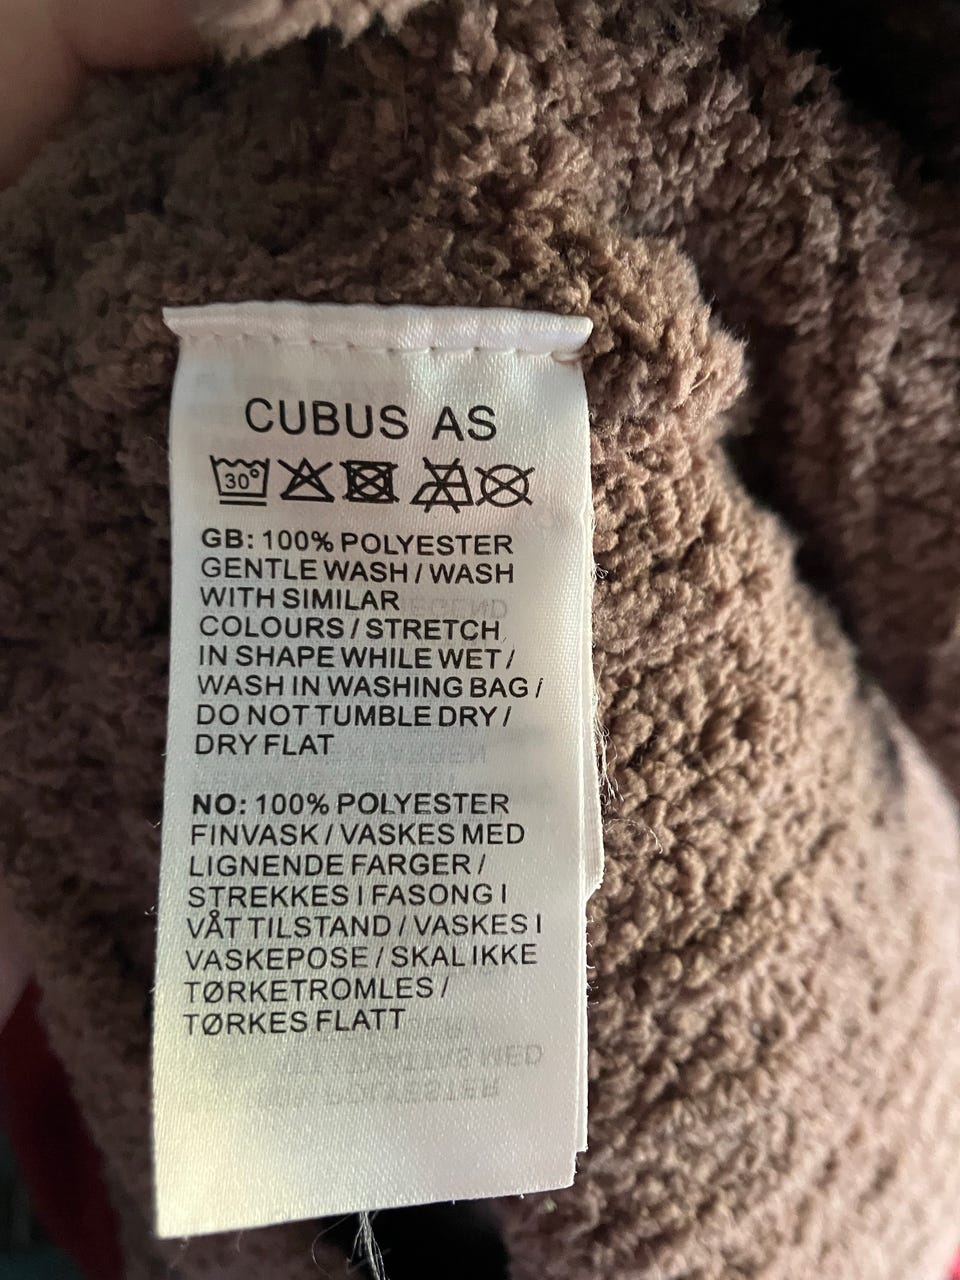 CUBUS AS
30°
GB: 100% POLYESTER
GENTLE WASH / WASH
WITH SIMILAR
COLOURS / STRETCH
IN SHAPE WHILE WET /
WASH IN WASHING BAG /
DO NOT TUMBLE DRY /
DRY FLAT
NO: 100% POLYESTER
FINVASK / VASKES MED
LIGNENDE FARGER /
STREKKES I FASONG I
VÅT TILSTAND / VASKES I
VASKEPOSE / SKAL IKKE
TØRKETROMLES /
TØRKES FLATT